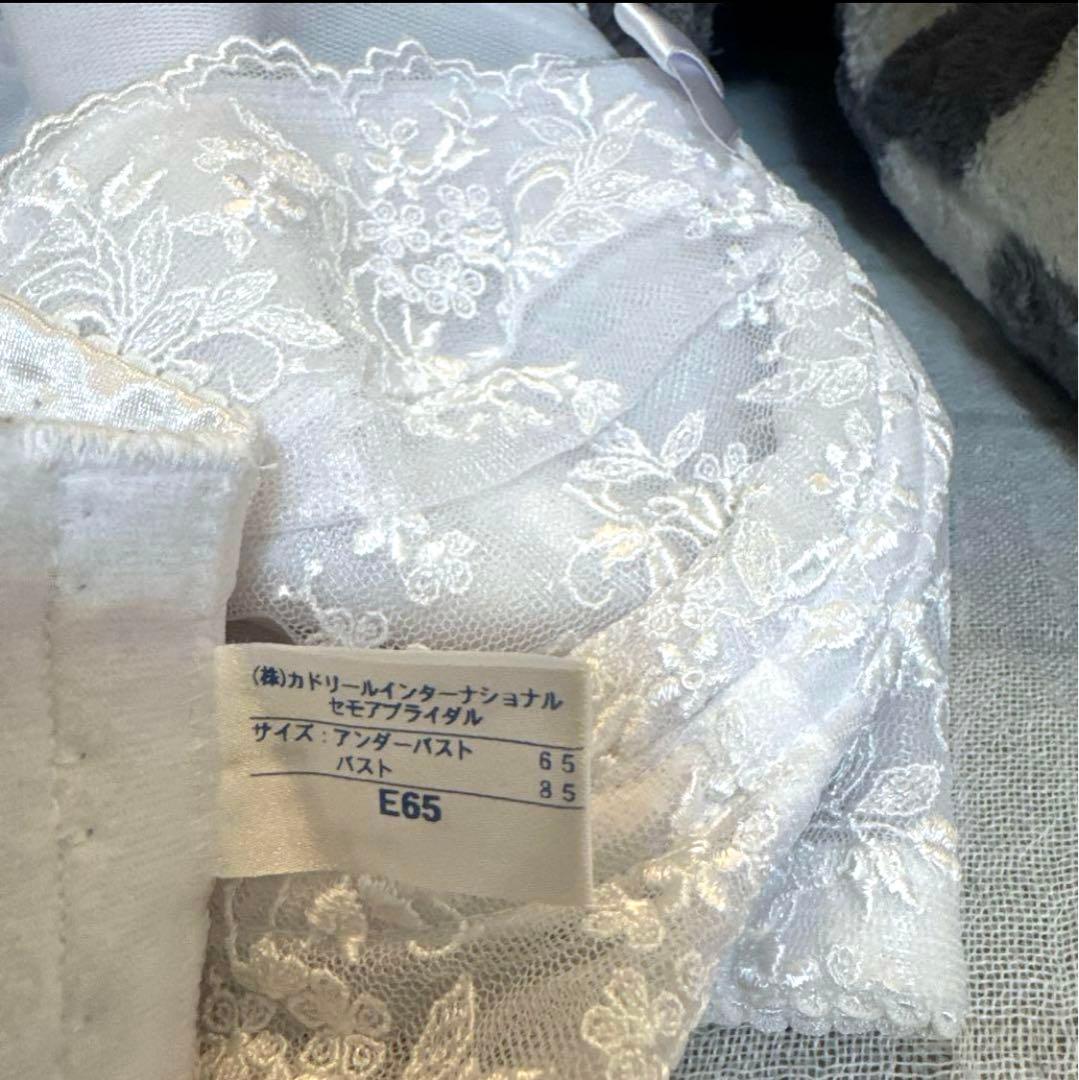 (株)カドリールインターナショナル
セモアブライダル
サイズ:アンダーバスト 65
バスト 85
E65